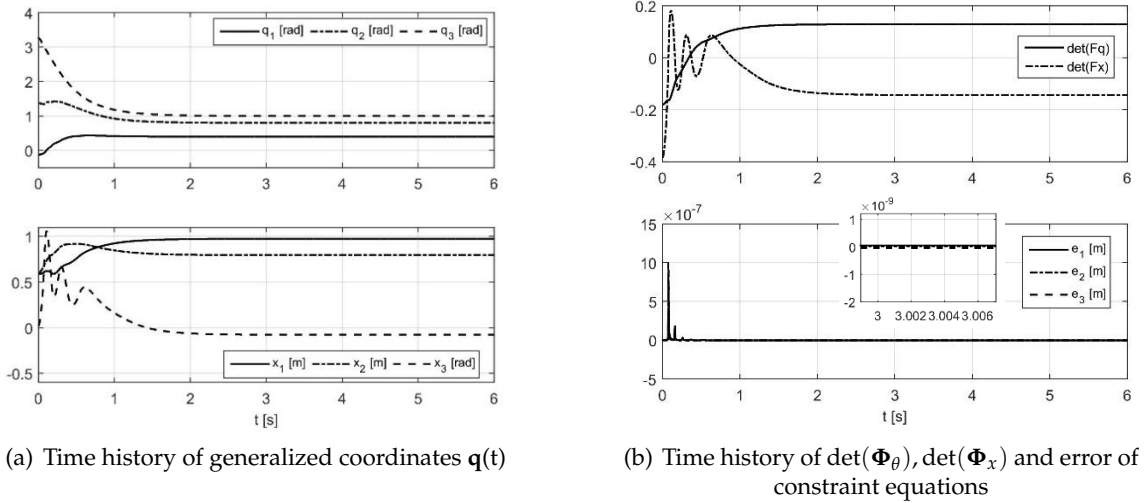 4
3
2
1
0
q1 [rad] q2 [rad] q3 [rad]
0 1 2 3 4 5 6
1
0.5
0
-0.5
x1 [m] x2 [m] x3 [rad]
0 1 2 3 4 5 6
t [s]
(a) Time history of generalized coordinates q(t)
0.2
0
-0.2
-0.4
det(Fq)
det(Fx)
0 1 2 3 4 5 6
×10-7
15
10
5
0
-5
×10-9
1
0
-1
-2
3 3.002 3.004 3.006
e1 [m]
e2 [m]
e3 [m]
0 1 2 3 4 5 6
t [s]
(b) Time history of det(Φθ), det(Φx) and error of
constraint equations